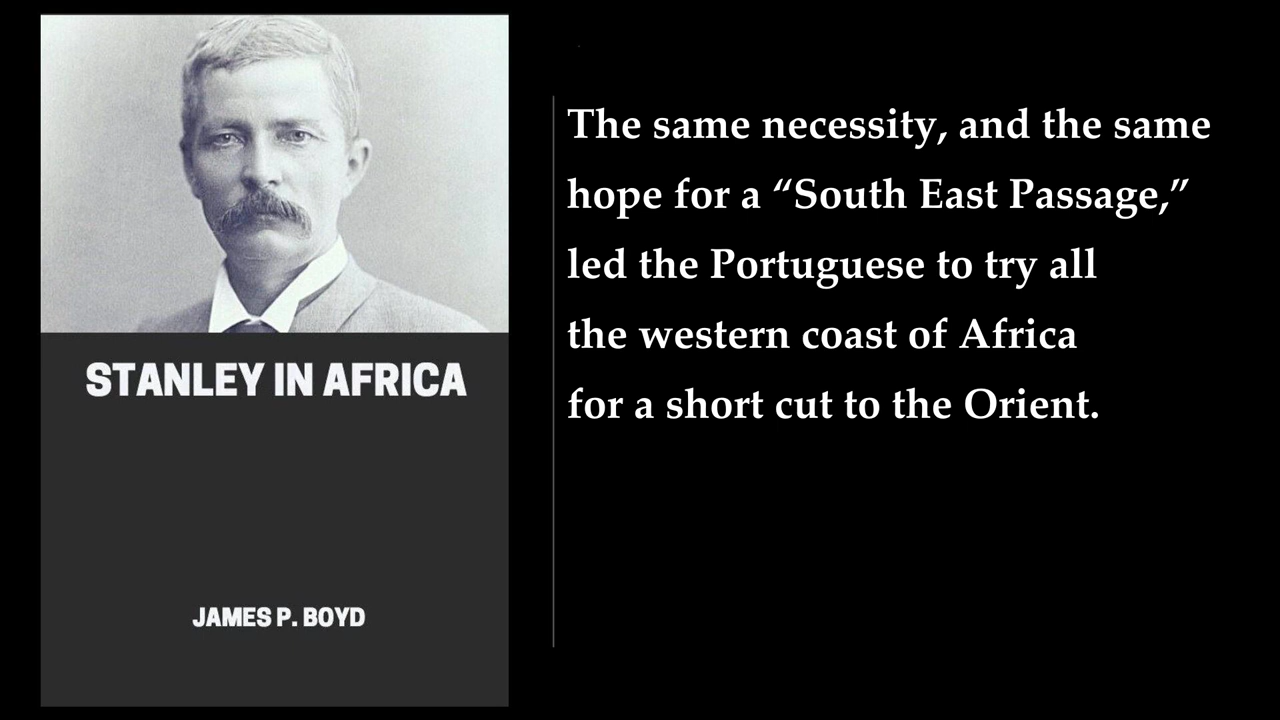 STANLEY IN AFRICA
JAMES P. BOYD
The same necessity, and the same
hope for a “South East Passage,”
led the Portuguese to try all
the western coast of Africa
for a short cut to the Orient.